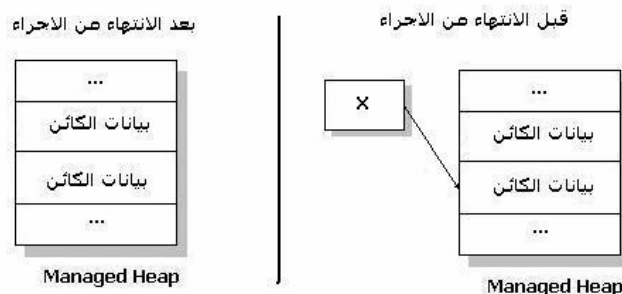 قبل الانتهاء من الاجراء
X
...
بيانات الكائن
بيانات الكائن
...
Managed Heap
بعد الانتهاء من الاجراء
...
بيانات الكائن
بيانات الكائن
...
Managed Heap